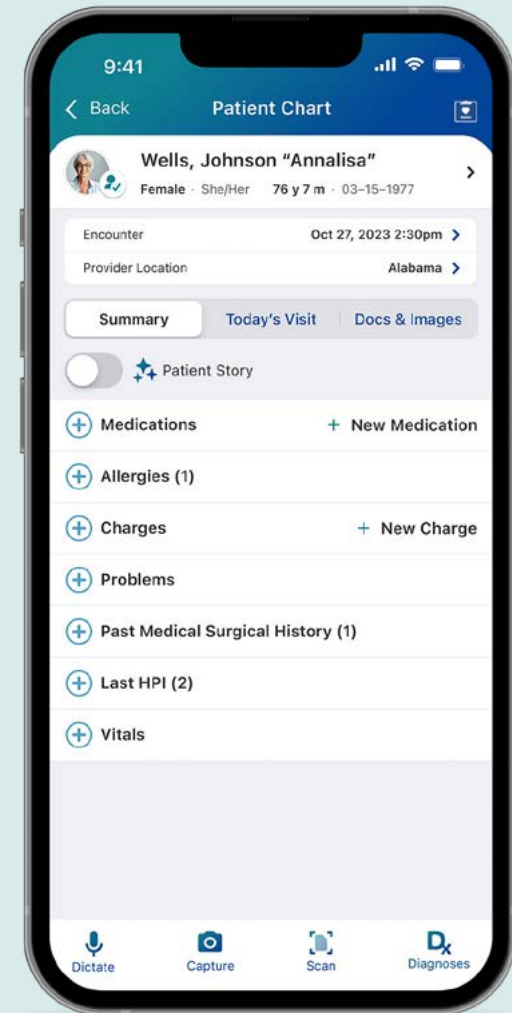 9:41
Back Patient Chart
Wells, Johnson “Annalisa”
Female · She/Her 76 y 7 m · 03–15–1977
Encounter Oct 27, 2023 2:30pm
Provider Location Alabama
Summary Today's Visit Docs & Images
Patient Story
Medications + New Medication
Allergies (1)
Charges + New Charge
Problems
Past Medical Surgical History (1)
Last HPI (2)
Vitals
Dictate Capture Scan Dx Diagnoses